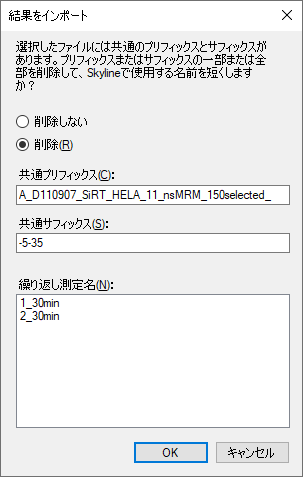 結果をインポート
選択したファイルには共通のプリフィックスとサフィックスが
あります。プリフィックスまたはサフィックスの一部または全
部を削除して、Skylineで使用する名前を短くします
か？
削除しない
削除(R)
共通プリフィックス(C):
A_D110907_SiRT_HELA_11_nsMRM_150selected_
共通サフィックス(S):
-5-35
繰り返し測定名(N):
1_30min
2_30min
OK
キャンセル